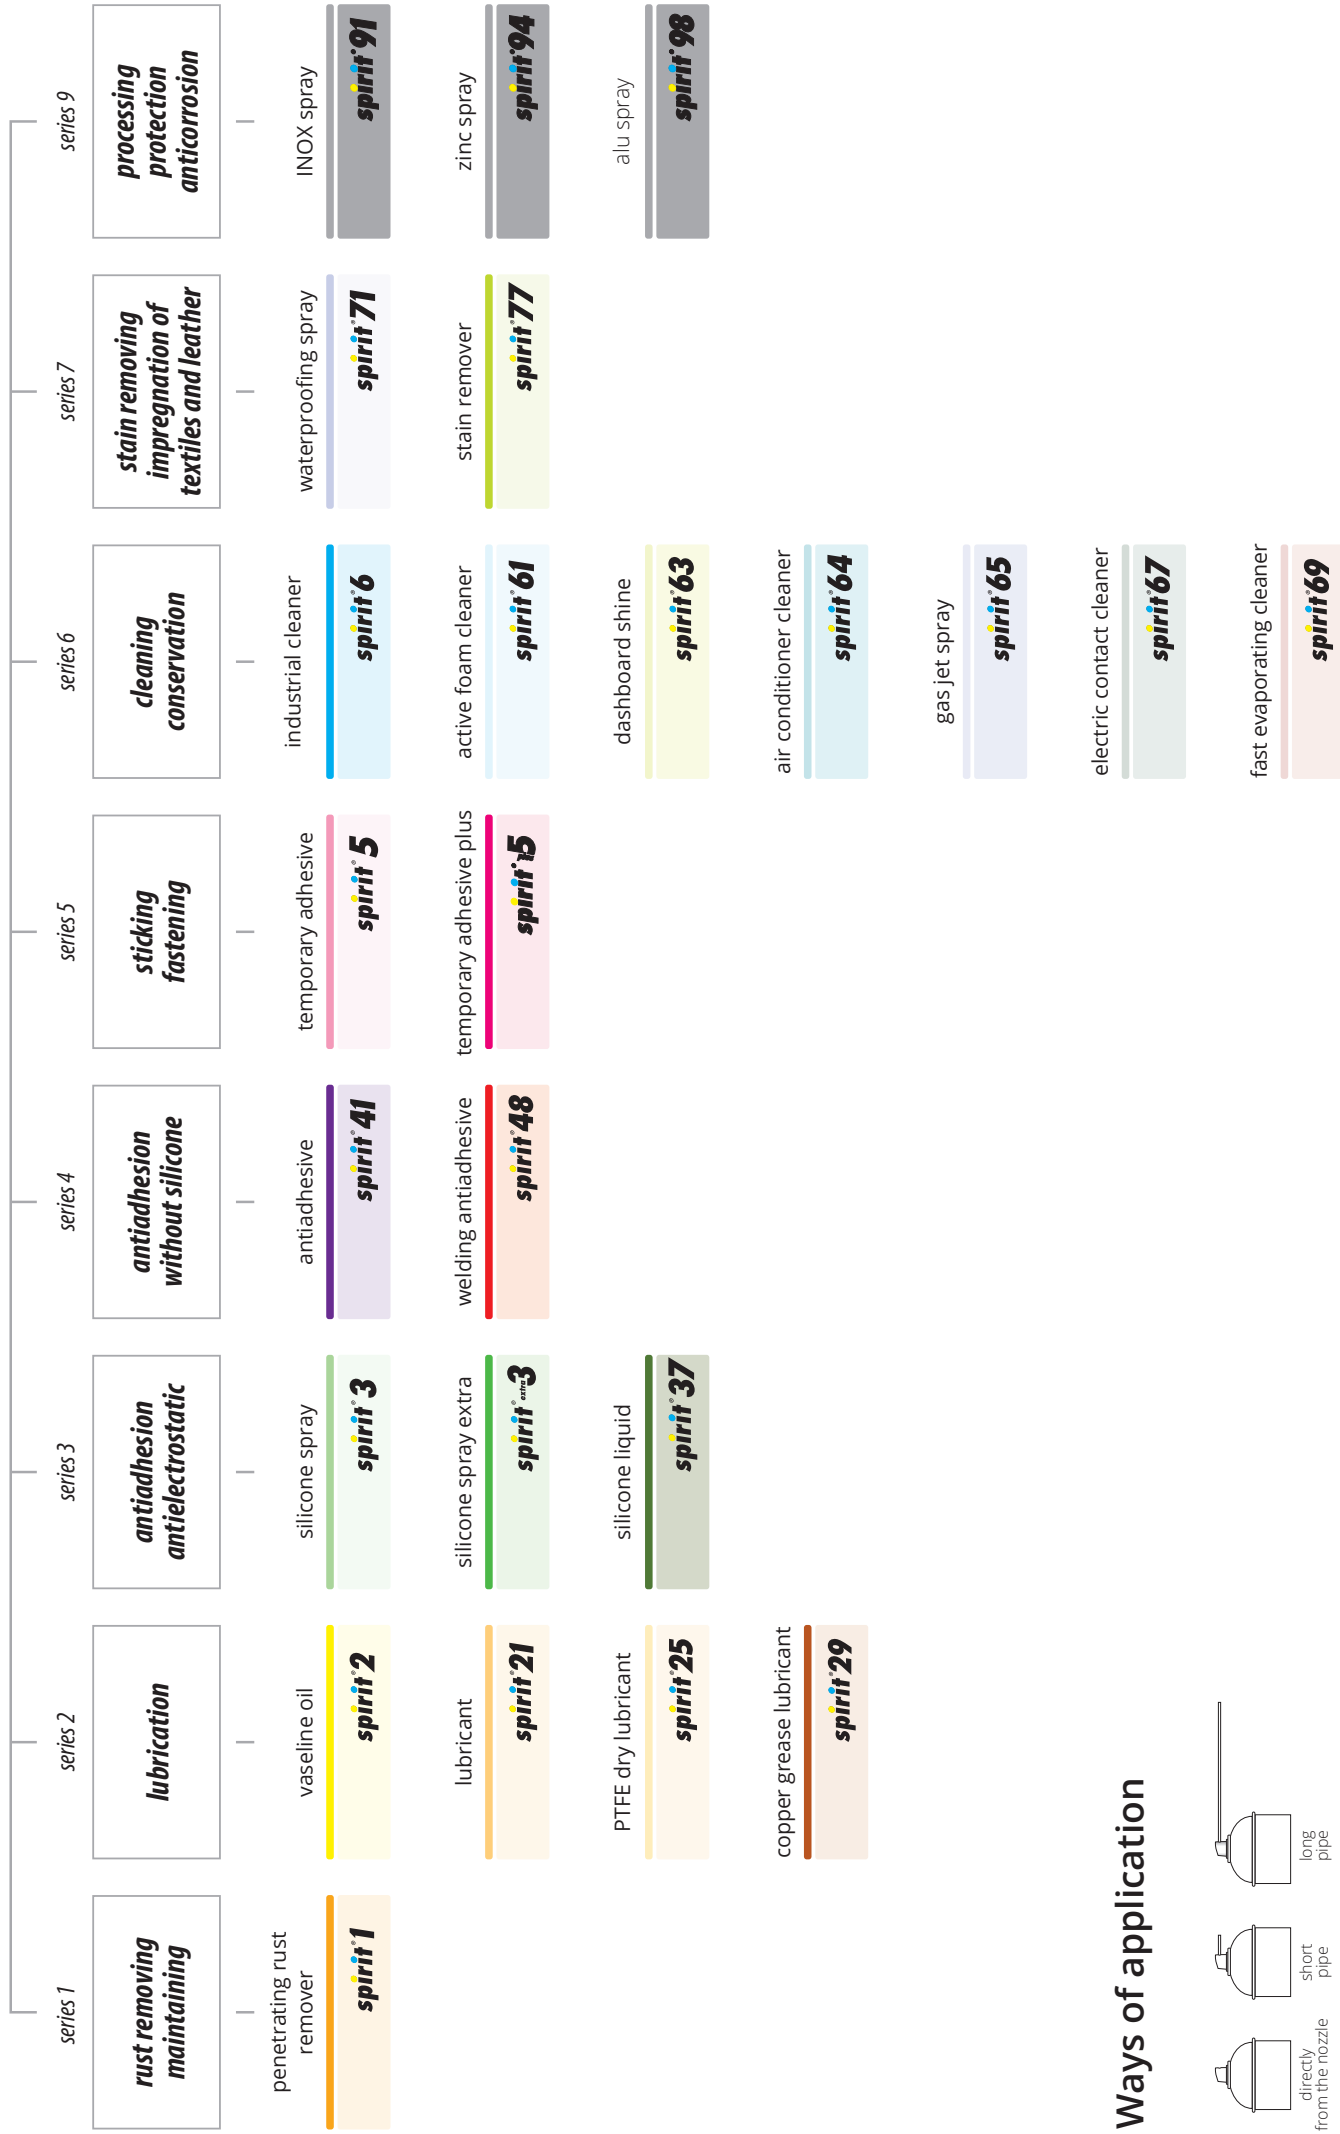 series 1
rust removing
maintaining
penetrating rust
remover
spirit® 1
series 2
lubrication
vaseline oil
spirit® 2
lubricant
spirit® 21
PTFE dry lubricant
spirit® 25
copper grease lubricant
spirit® 29
series 3
antiadhesion
antielectrostatic
silicone spray
spirit® 3
silicone spray extra
spirit® extra 3
silicone liquid
spirit® 37
series 4
antiadhesion
without silicone
antiadhesive
spirit® 41
welding antiadhesive
spirit® 48
series 5
sticking
fastening
temporary adhesive
spirit® 5
temporary adhesive plus
spirit® 5
series 6
cleaning
conservation
industrial cleaner
spirit® 6
active foam cleaner
spirit® 61
dashboard shine
spirit® 63
air conditioner cleaner
spirit® 64
gas jet spray
spirit® 65
electric contact cleaner
spirit® 67
fast evaporating cleaner
spirit® 69
series 7
stain removing
impregnation of
textiles and leather
waterproofing spray
spirit® 71
stain remover
spirit® 77
series 9
processing
protection
anticorrosion
INOX spray
spirit® 91
zinc spray
spirit® 94
alu spray
spirit® 98
Ways of application
directly
from the nozzle
short
pipe
long
pipe